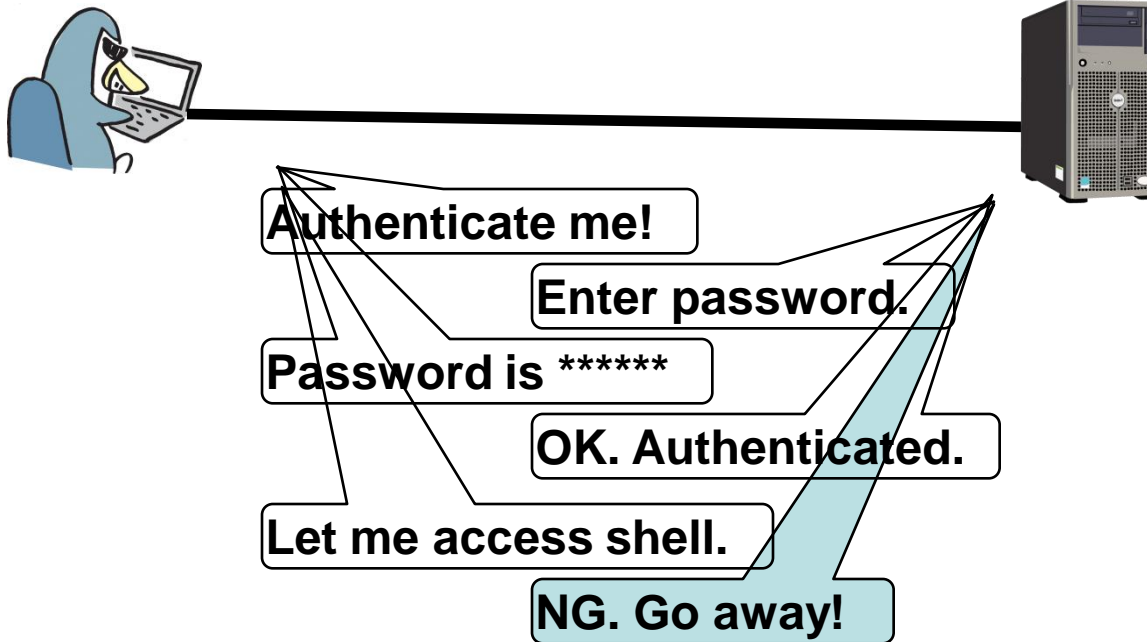 Authenticate me!
Enter password.
Password is ******
OK. Authenticated.
Let me access shell.
NG. Go away!